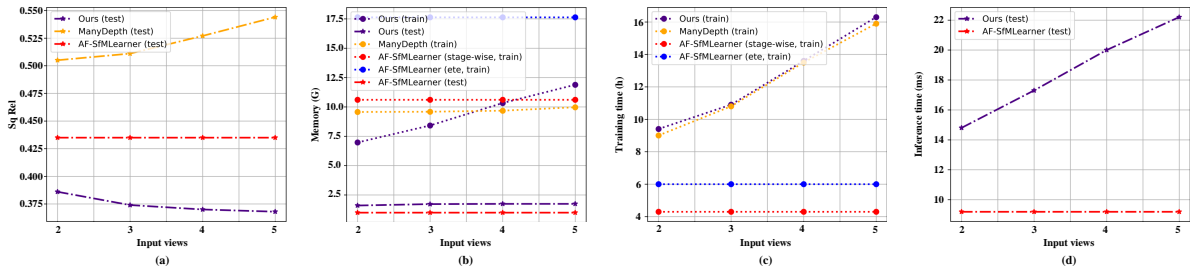 0.550
0.525
0.500
0.475
0.450
0.425
0.400
0.375
Sq Rel
Ours (test)
ManyDepth (test)
AF-SfMLearner (test)
2 3 4 5
Input views
(a)
17.5
15.0
12.5
10.0
7.5
5.0
2.5
Memory (G)
Ours (train)
Ours (test)
ManyDepth (train)
AF-SfMLearner (stage-wise, train)
AF-SfMLearner (ete, train)
AF-SfMLearner (test)
2 3 4 5
Input views
(b)
16
14
12
10
8
6
4
Training time (h)
Ours (train)
ManyDepth (train)
AF-SfMLearner (stage-wise, train)
AF-SfMLearner (ete, train)
2 3 4 5
Input views
(c)
22
20
18
16
14
12
10
Inference time (ms)
Ours (test)
AF-SfMLearner (test)
2 3 4 5
Input views
(d)